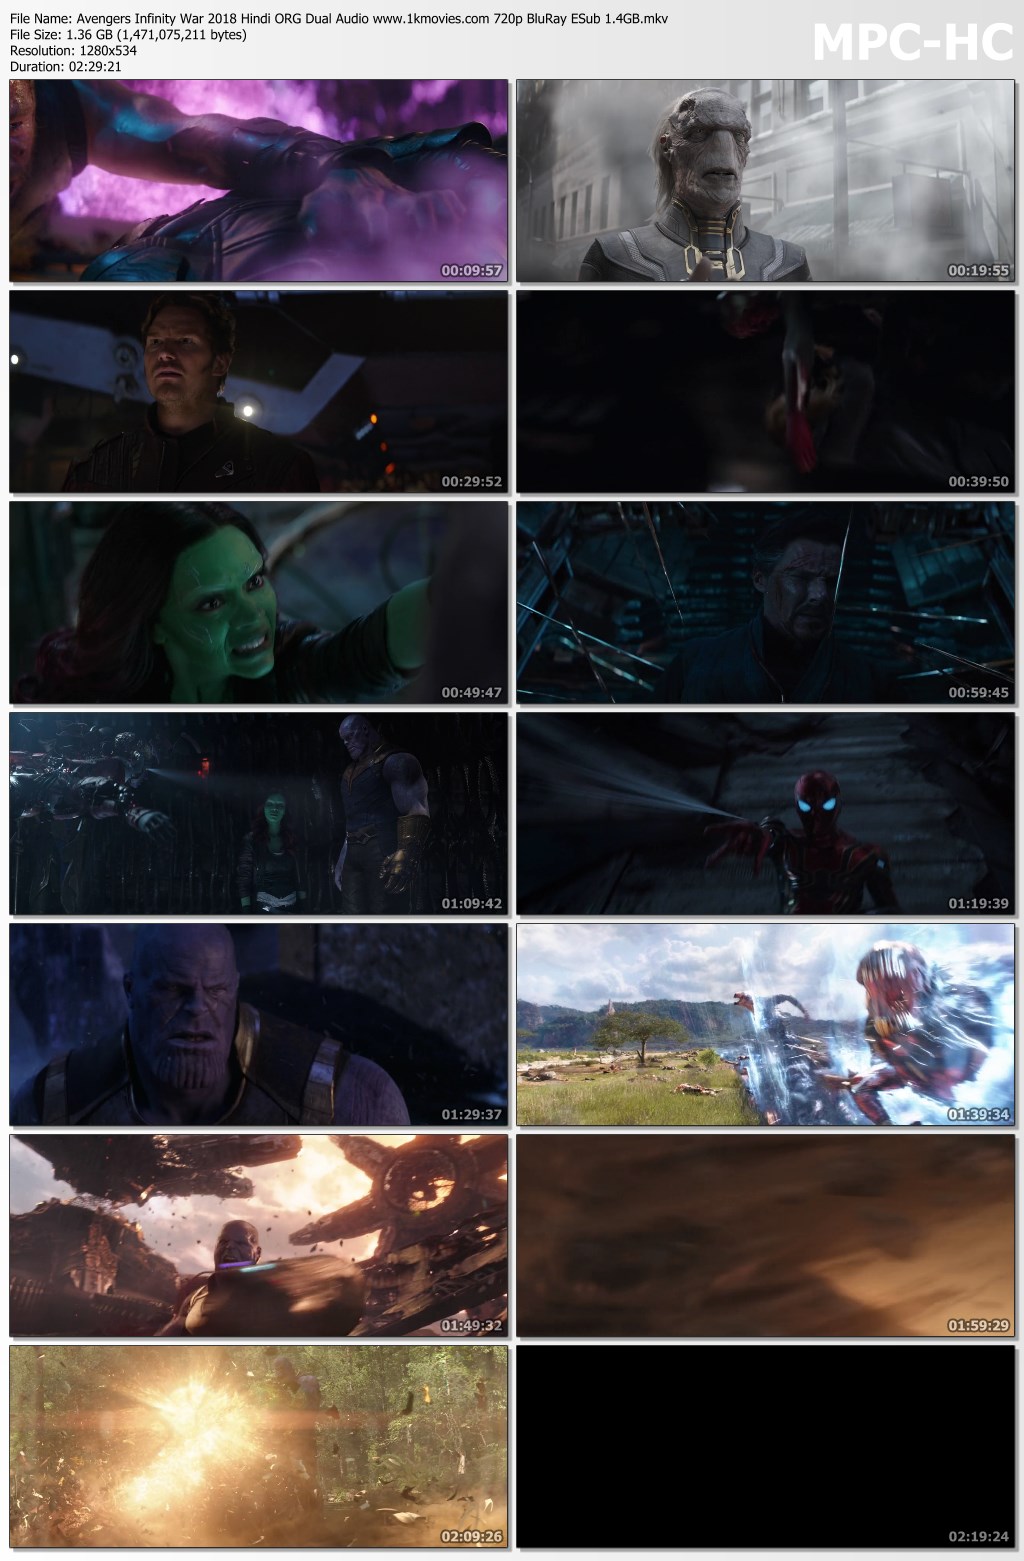 File Name: Avengers Infinity War 2018 Hindi ORG Dual Audio www.1kmovies.com 720p BluRay ESub 1.4GB.mkv
File Size: 1.36 GB (1,471,075,211 bytes)
Resolution: 1280x534
Duration: 02:29:21
MPC-HC
00:09:57
00:19:55
00:29:52
00:39:50
00:49:47
00:59:45
01:09:42
01:19:39
01:29:37
01:39:34
01:49:32
01:59:29
02:09:26
02:19:24